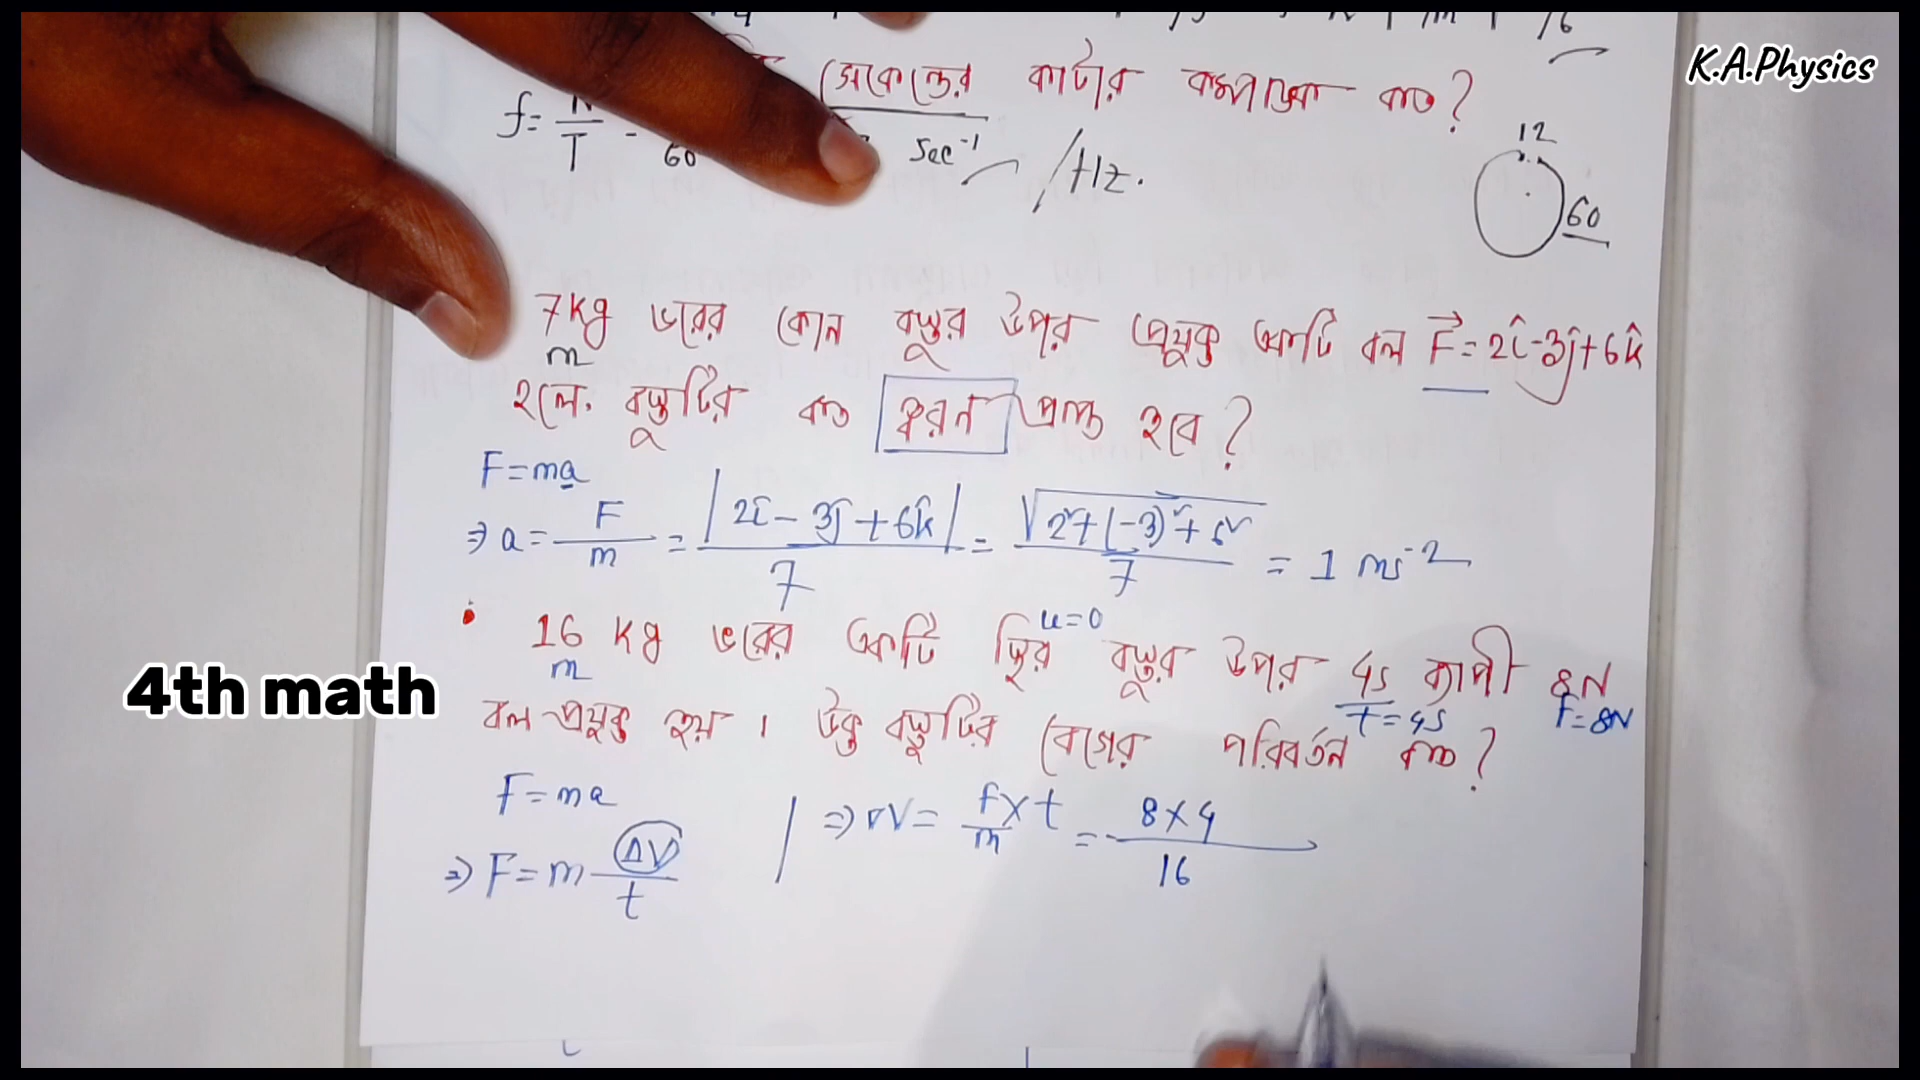 K.A.Physics
সেকেন্ডের কাটার কম্পাঙ্ক কত?
f= N/T = 60 sec⁻¹ /Hz.
12
60
7kg ভরের কোন বস্তুর উপর প্রযুক্ত একটি বল F⃗ = 2î-3ĵ+6k̂
m
হলে, বস্তুটির কত ত্বরন প্রাপ্ত হবে?
F=ma
⇒ a= F/m = |2î - 3ĵ + 6k̂|/7 = √(2²+(-3)²+6²)/7 = 1 ms⁻²
u=0
16 kg ভরের একটি স্থির বস্তুর উপর 4s ব্যাপী 8N
m t=4s F=8N
বল প্রযুক্ত হয় । উক্ত বস্তুটির বেগের পরিবর্তন কত?
4th math
F=ma
⇒ F=m ΔV/t
⇒ ∇V= F/m × t = 8×4/16